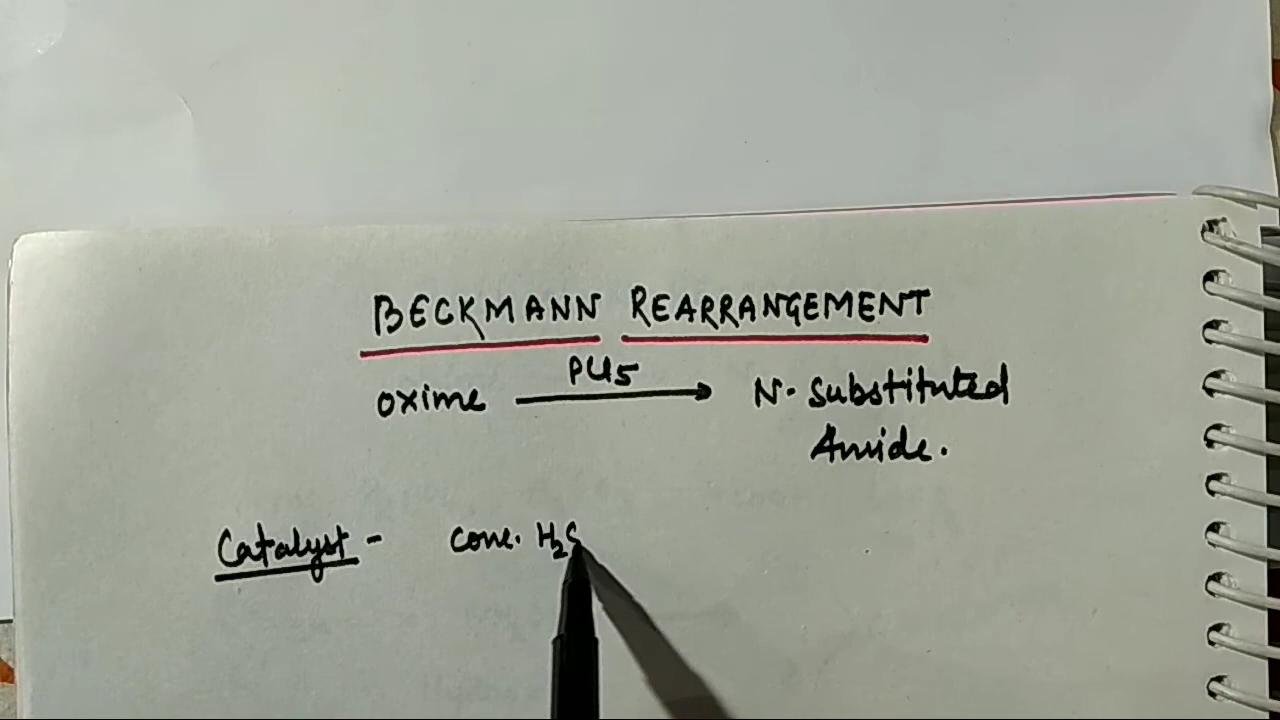 BECKMANN REARRANGEMENT
PCl5
oxime → N-Substituted
Amide.
Catalyst - conc. H2S